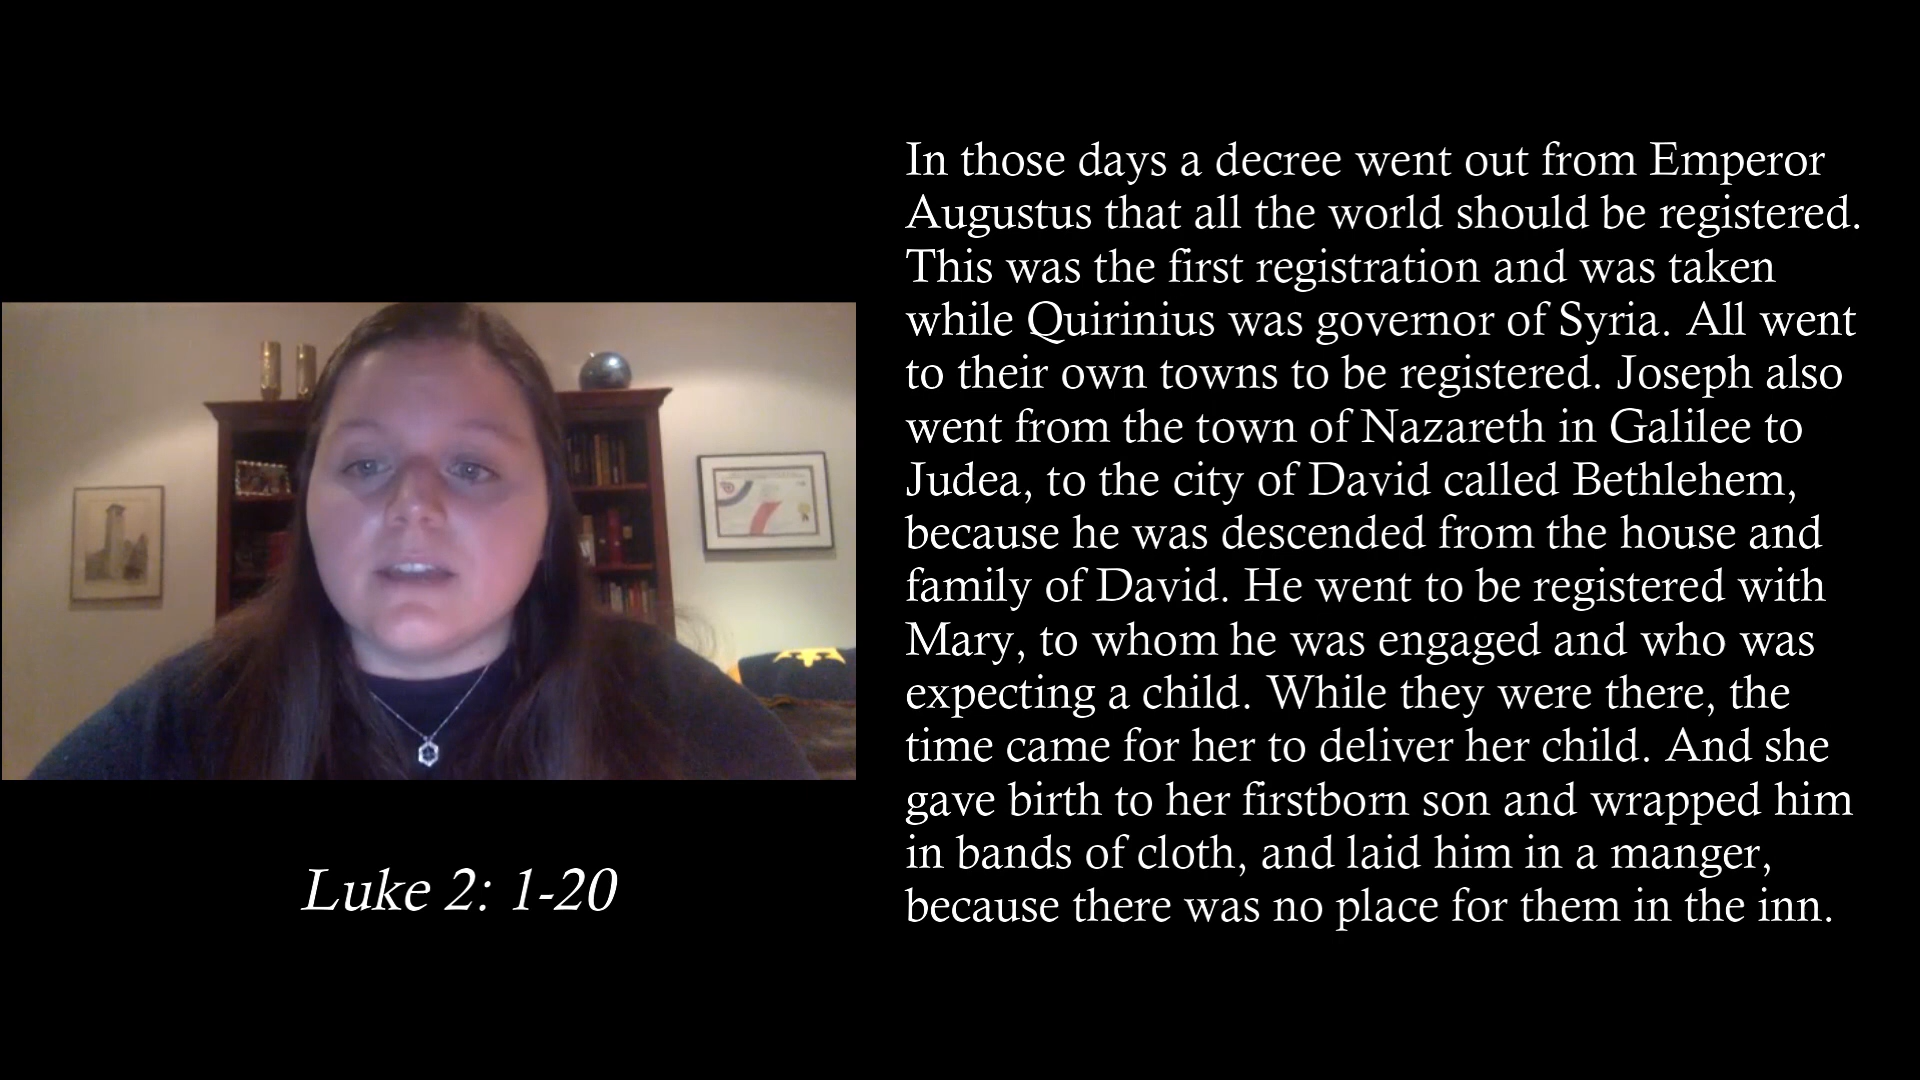 In those days a decree went out from Emperor
Augustus that all the world should be registered.
This was the first registration and was taken
while Quirinius was governor of Syria. All went
to their own towns to be registered. Joseph also
went from the town of Nazareth in Galilee to
Judea, to the city of David called Bethlehem,
because he was descended from the house and
family of David. He went to be registered with
Mary, to whom he was engaged and who was
expecting a child. While they were there, the
time came for her to deliver her child. And she
gave birth to her firstborn son and wrapped him
in bands of cloth, and laid him in a manger,
because there was no place for them in the inn.
Luke 2: 1-20